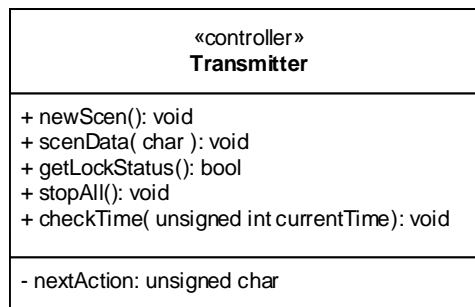 «controller»
Transmitter
+ newScen(): void
+ scenData( char ): void
+ getLockStatus(): bool
+ stopAll(): void
+ checkTime( unsigned int currentTime): void
- nextAction: unsigned char